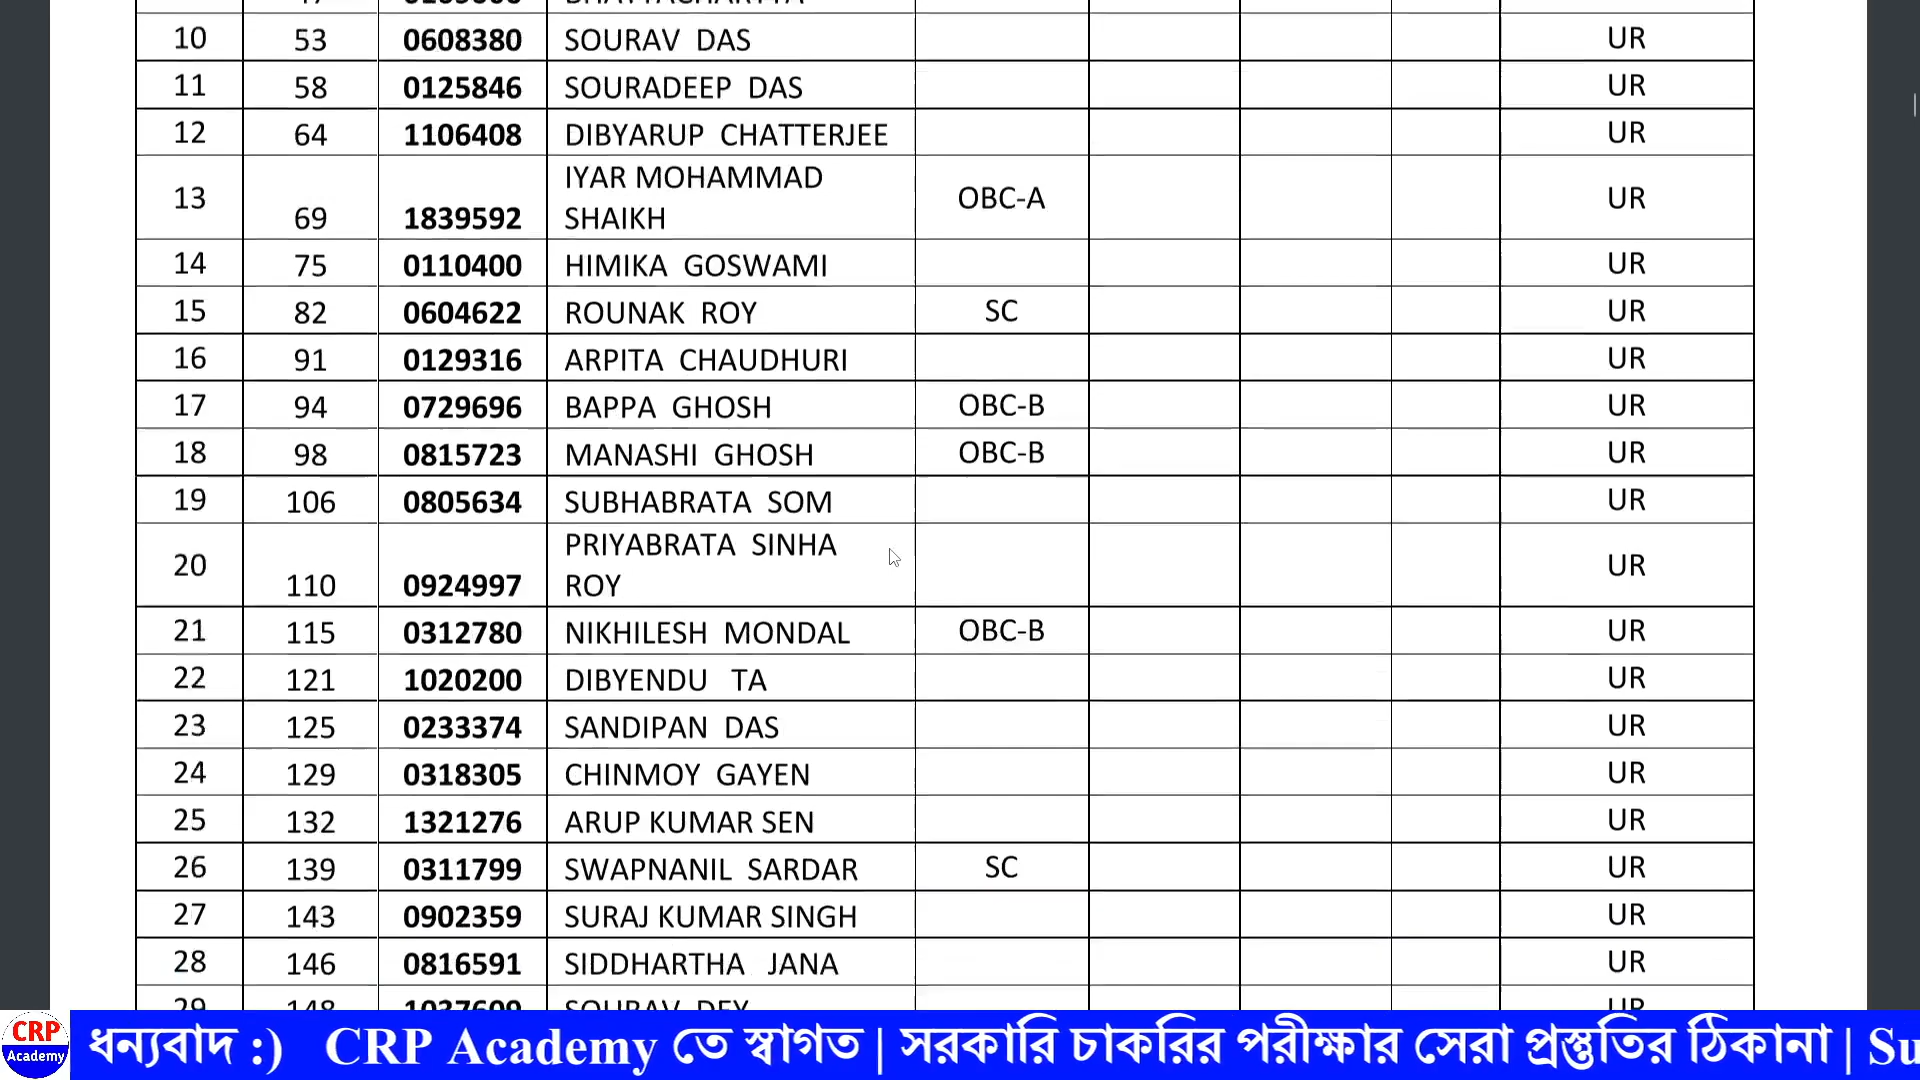 10 53 0608380 SOURAV DAS UR
11 58 0125846 SOURADEEP DAS UR
12 64 1106408 DIBYARUP CHATTERJEE UR
13 69 1839592 IYAR MOHAMMAD SHAIKH OBC-A UR
14 75 0110400 HIMIKA GOSWAMI UR
15 82 0604622 ROUNAK ROY SC UR
16 91 0129316 ARPITA CHAUDHURI UR
17 94 0729696 BAPPA GHOSH OBC-B UR
18 98 0815723 MANASHI GHOSH OBC-B UR
19 106 0805634 SUBHABRATA SOM UR
20 110 0924997 PRIYABRATA SINHA ROY UR
21 115 0312780 NIKHILESH MONDAL OBC-B UR
22 121 1020200 DIBYENDU TA UR
23 125 0233374 SANDIPAN DAS UR
24 129 0318305 CHINMOY GAYEN UR
25 132 1321276 ARUP KUMAR SEN UR
26 139 0311799 SWAPNANIL SARDAR SC UR
27 143 0902359 SURAJ KUMAR SINGH UR
28 146 0816591 SIDDHARTHA JANA UR
29 148 1037609 SOURAV DEY UR
CRP Academy
ধন্যবাদ :) CRP Academy তে স্বাগত | সরকারি চাকরির পরীক্ষার সেরা প্রস্তুতির ঠিকানা | Su